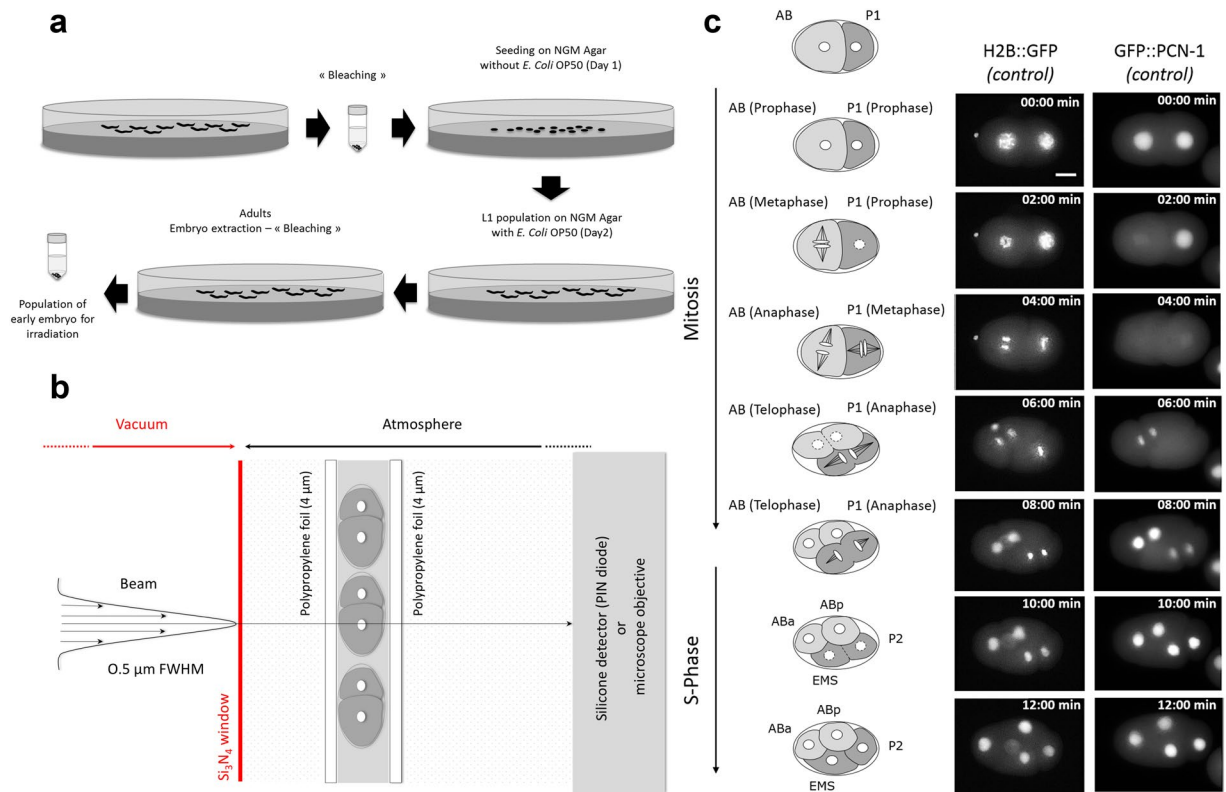 a
« Bleaching »
Seeding on NGM Agar
without E. Coli OP50 (Day 1)
Adults
Embryo extraction – « Bleaching »
L1 population on NGM Agar
with E. Coli OP50 (Day2)
Population of
early embryo for
irradiation
b
Vacuum
Atmosphere
Polypropylene foil (4 µm)
Polypropylene foil (4 µm)
Beam
0.5 µm FWHM
Si3N4 window
Silicone detector (PIN diode)
or
microscope objective
c
AB P1
H2B::GFP
(control)
GFP::PCN-1
(control)
Mitosis
AB (Prophase) P1 (Prophase)
00:00 min
00:00 min
AB (Metaphase) P1 (Prophase)
02:00 min
02:00 min
AB (Anaphase) P1 (Metaphase)
04:00 min
04:00 min
AB (Telophase) P1 (Anaphase)
06:00 min
06:00 min
AB (Telophase) P1 (Anaphase)
08:00 min
08:00 min
S-Phase
ABp
ABa
P2
EMS
10:00 min
10:00 min
ABp
ABa
P2
EMS
12:00 min
12:00 min